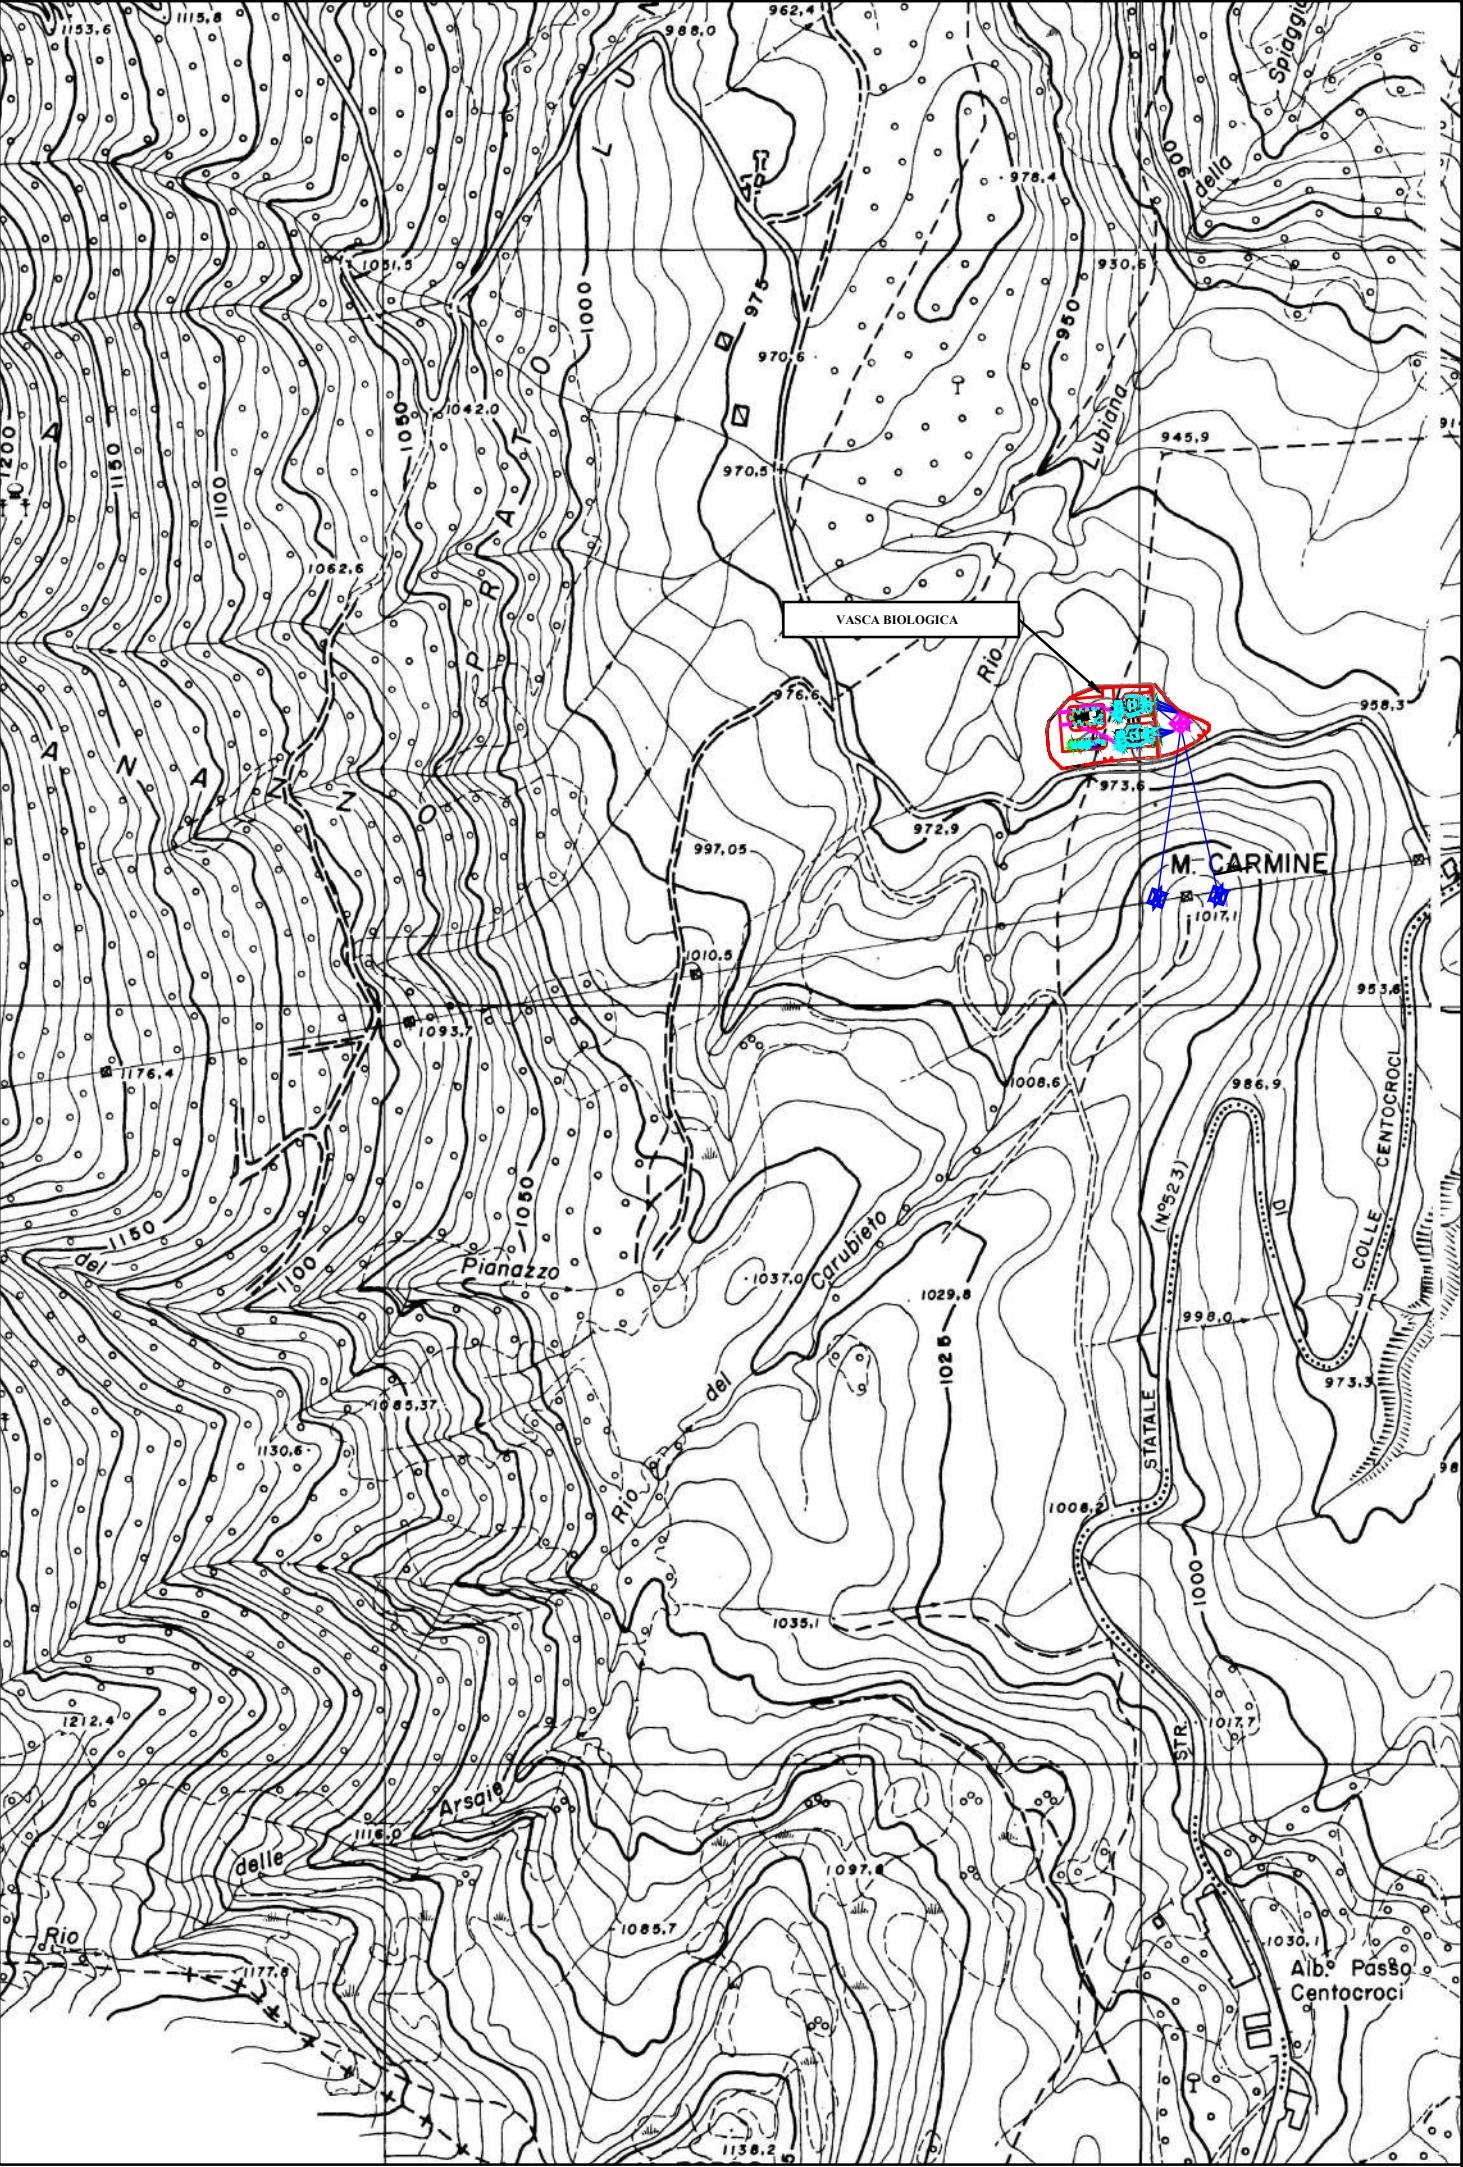 1153,6
1115,8
988,0
962,4
Spiaggia
della
900
978,4
930,6
1051,5
1000
975
950
970,6
1042,0
1050
Lubiana
945,9
970,5
1200
1150
1100
1062,6
LUNGO
PRATO
PIANAZZO
VASCA BIOLOGICA
Rio
976,6
958,3
973,6
972,9
997,05
M. CARMINE
1017,1
1010,5
953,6
1093,7
1176,4
1008,6
986,9
STR. STATALE (N°523) DI COLLE CENTOCROCI
1150
del
1100
1050
Pianazzo
1037,0
Carubieto
1029,8
1025
998,0
973,3
del
1085,37
1130,6
Rio
1008,2
1000
1035,1
1212,4
1017,7
Arsaie
1116,0
delle
1097,8
1085,7
Rio
1177,8
1030,1
Alb.° Passo
Centocroci
1138,2